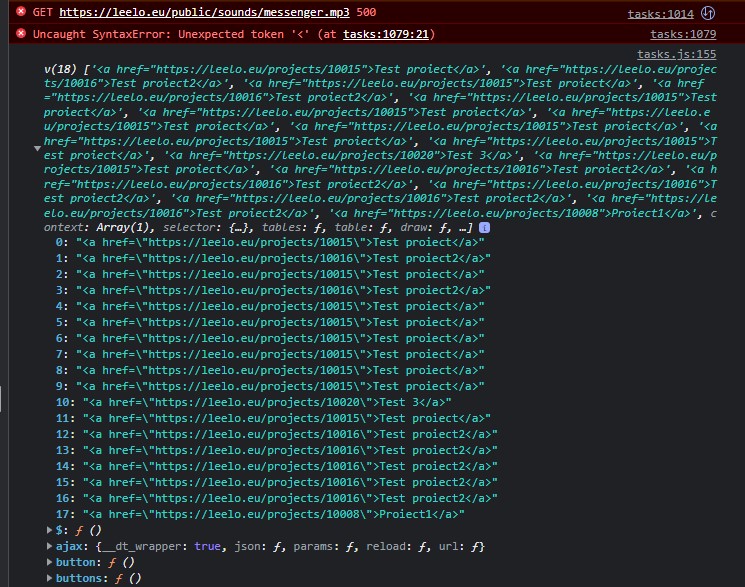 GET https://leelo.eu/public/sounds/messenger.mp3 500 tasks:1014
Uncaught SyntaxError: Unexpected token '<' (at tasks:1079:21) tasks:1079
tasks.js:155
v(18) ['<a href="https://leelo.eu/projects/10015">Test proiect</a>', '<a href="https://leelo.eu/projec
ts/10016">Test proiect2</a>', '<a href="https://leelo.eu/projects/10015">Test proiect</a>', '<a href
="https://leelo.eu/projects/10016">Test proiect2</a>', '<a href="https://leelo.eu/projects/10015">Test
proiect</a>', '<a href="https://leelo.eu/projects/10015">Test proiect</a>', '<a href="https://leelo.e
u/projects/10015">Test proiect</a>', '<a href="https://leelo.eu/projects/10015">Test proiect</a>', '<a
href="https://leelo.eu/projects/10015">Test proiect</a>', '<a href="https://leelo.eu/projects/10015">T
est proiect</a>', '<a href="https://leelo.eu/projects/10020">Test 3</a>', '<a href="https://leelo.eu/p
rojects/10015">Test proiect</a>', '<a href="https://leelo.eu/projects/10016">Test proiect2</a>', '<a h
ref="https://leelo.eu/projects/10016">Test proiect2</a>', '<a href="https://leelo.eu/projects/10016">T
est proiect2</a>', '<a href="https://leelo.eu/projects/10016">Test proiect2</a>', '<a href="https://le
elo.eu/projects/10016">Test proiect2</a>', '<a href="https://leelo.eu/projects/10008">Proiect1</a>', c
ontext: Array(1), selector: {…}, tables: ƒ, table: ƒ, draw: ƒ, …]
0: "<a href=\"https://leelo.eu/projects/10015\">Test proiect</a>"
1: "<a href=\"https://leelo.eu/projects/10016\">Test proiect2</a>"
2: "<a href=\"https://leelo.eu/projects/10015\">Test proiect</a>"
3: "<a href=\"https://leelo.eu/projects/10016\">Test proiect2</a>"
4: "<a href=\"https://leelo.eu/projects/10015\">Test proiect</a>"
5: "<a href=\"https://leelo.eu/projects/10015\">Test proiect</a>"
6: "<a href=\"https://leelo.eu/projects/10015\">Test proiect</a>"
7: "<a href=\"https://leelo.eu/projects/10015\">Test proiect</a>"
8: "<a href=\"https://leelo.eu/projects/10015\">Test proiect</a>"
9: "<a href=\"https://leelo.eu/projects/10015\">Test proiect</a>"
10: "<a href=\"https://leelo.eu/projects/10020\">Test 3</a>"
11: "<a href=\"https://leelo.eu/projects/10015\">Test proiect</a>"
12: "<a href=\"https://leelo.eu/projects/10016\">Test proiect2</a>"
13: "<a href=\"https://leelo.eu/projects/10016\">Test proiect2</a>"
14: "<a href=\"https://leelo.eu/projects/10016\">Test proiect2</a>"
15: "<a href=\"https://leelo.eu/projects/10016\">Test proiect2</a>"
16: "<a href=\"https://leelo.eu/projects/10016\">Test proiect2</a>"
17: "<a href=\"https://leelo.eu/projects/10008\">Proiect1</a>"
$: ƒ ()
ajax: {__dt_wrapper: true, json: ƒ, params: ƒ, reload: ƒ, url: ƒ}
button: ƒ ()
buttons: ƒ ()